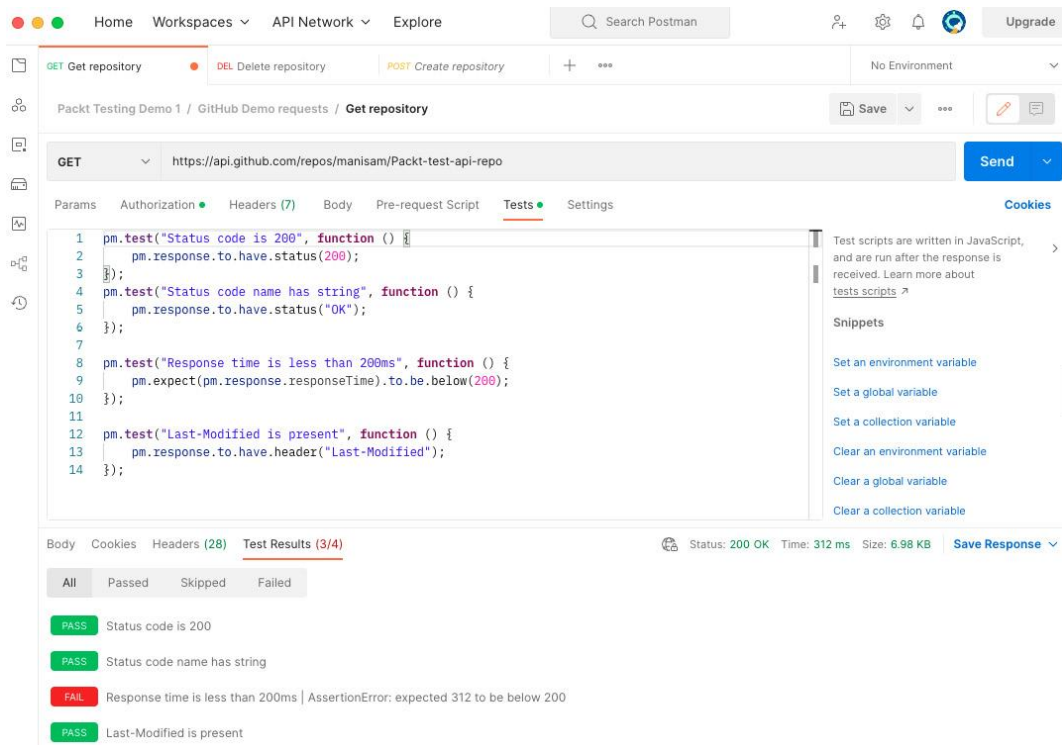 Home Workspaces API Network Explore Search Postman Upgrade
GET Get repository DEL Delete repository POST Create repository No Environment
Packt Testing Demo 1 / GitHub Demo requests / Get repository Save
GET https://api.github.com/repos/manisam/Packt-test-api-repo Send
Params Authorization Headers (7) Body Pre-request Script Tests Settings Cookies
1 pm.test("Status code is 200", function () {
2 pm.response.to.have.status(200);
3 });
4 pm.test("Status code name has string", function () {
5 pm.response.to.have.status("OK");
6 });
7
8 pm.test("Response time is less than 200ms", function () {
9 pm.expect(pm.response.responseTime).to.be.below(200);
10 });
11
12 pm.test("Last-Modified is present", function () {
13 pm.response.to.have.header("Last-Modified");
14 });
Test scripts are written in JavaScript,
and are run after the response is
received. Learn more about
tests scripts ↗
Snippets
Set an environment variable
Set a global variable
Set a collection variable
Clear an environment variable
Clear a global variable
Clear a collection variable
Body Cookies Headers (28) Test Results (3/4) Status: 200 OK Time: 312 ms Size: 6.98 KB Save Response
All Passed Skipped Failed
PASS Status code is 200
PASS Status code name has string
FAIL Response time is less than 200ms | AssertionError: expected 312 to be below 200
PASS Last-Modified is present